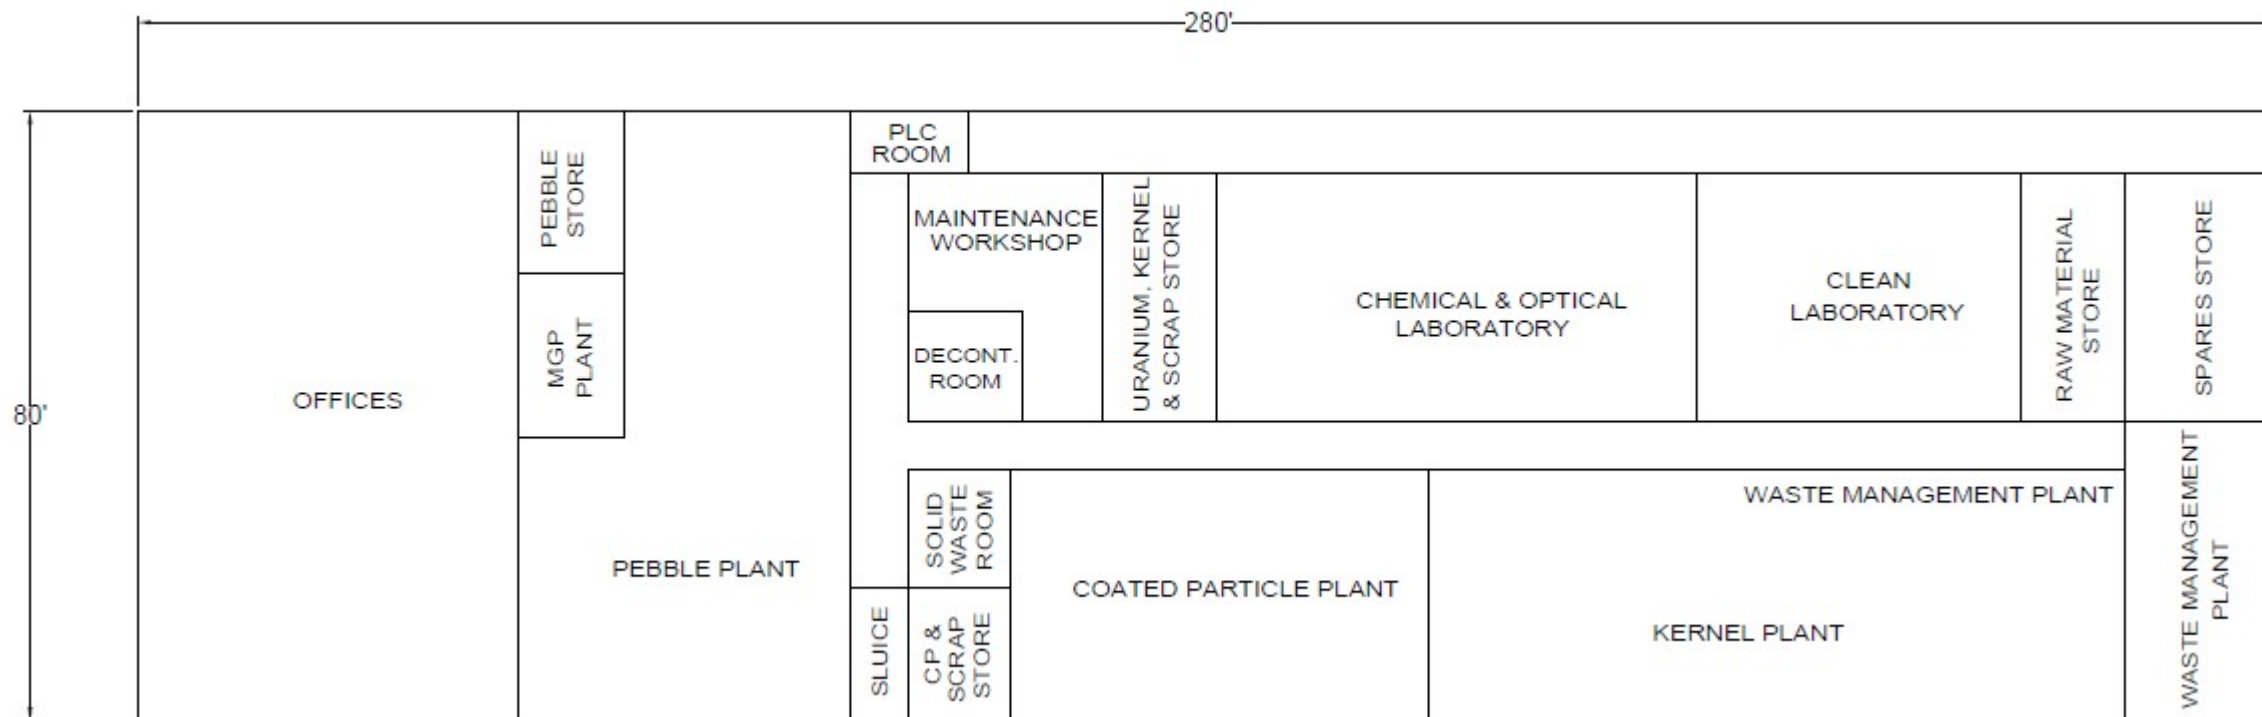 280'
80'
OFFICES
PEBBLE
STORE
MGP
PLANT
PEBBLE PLANT
PLC
ROOM
MAINTENANCE
WORKSHOP
DECONT.
ROOM
URANIUM, KERNEL
& SCRAP STORE
CHEMICAL & OPTICAL
LABORATORY
CLEAN
LABORATORY
RAW MATERIAL
STORE
SPARES STORE
SLUICE
SOLID
WASTE
ROOM
CP &
SCRAP
STORE
COATED PARTICLE PLANT
WASTE MANAGEMENT PLANT
KERNEL PLANT
WASTE MANAGEMENT
PLANT